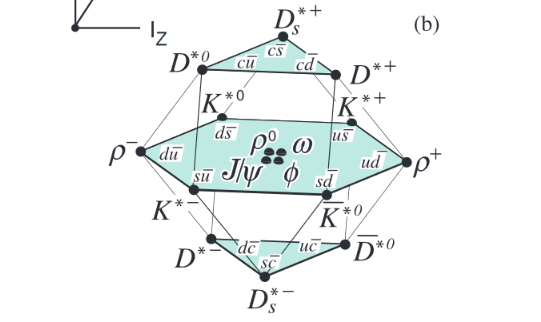 D_s^{*+}
(b)
I_Z
D^{*0} cū cs̄ cd̄ D^{*+}
K^{*0} K^{*+}
ds̄ us̄
ρ⁻ dū ρ⁰ ω ud̄ ρ⁺
J/ψ φ
sū sd̄
K^{*-} K̄^{*0}
D^{*-} dc̄ sc̄ uc̄ D̄^{*0}
D_s^{*-}